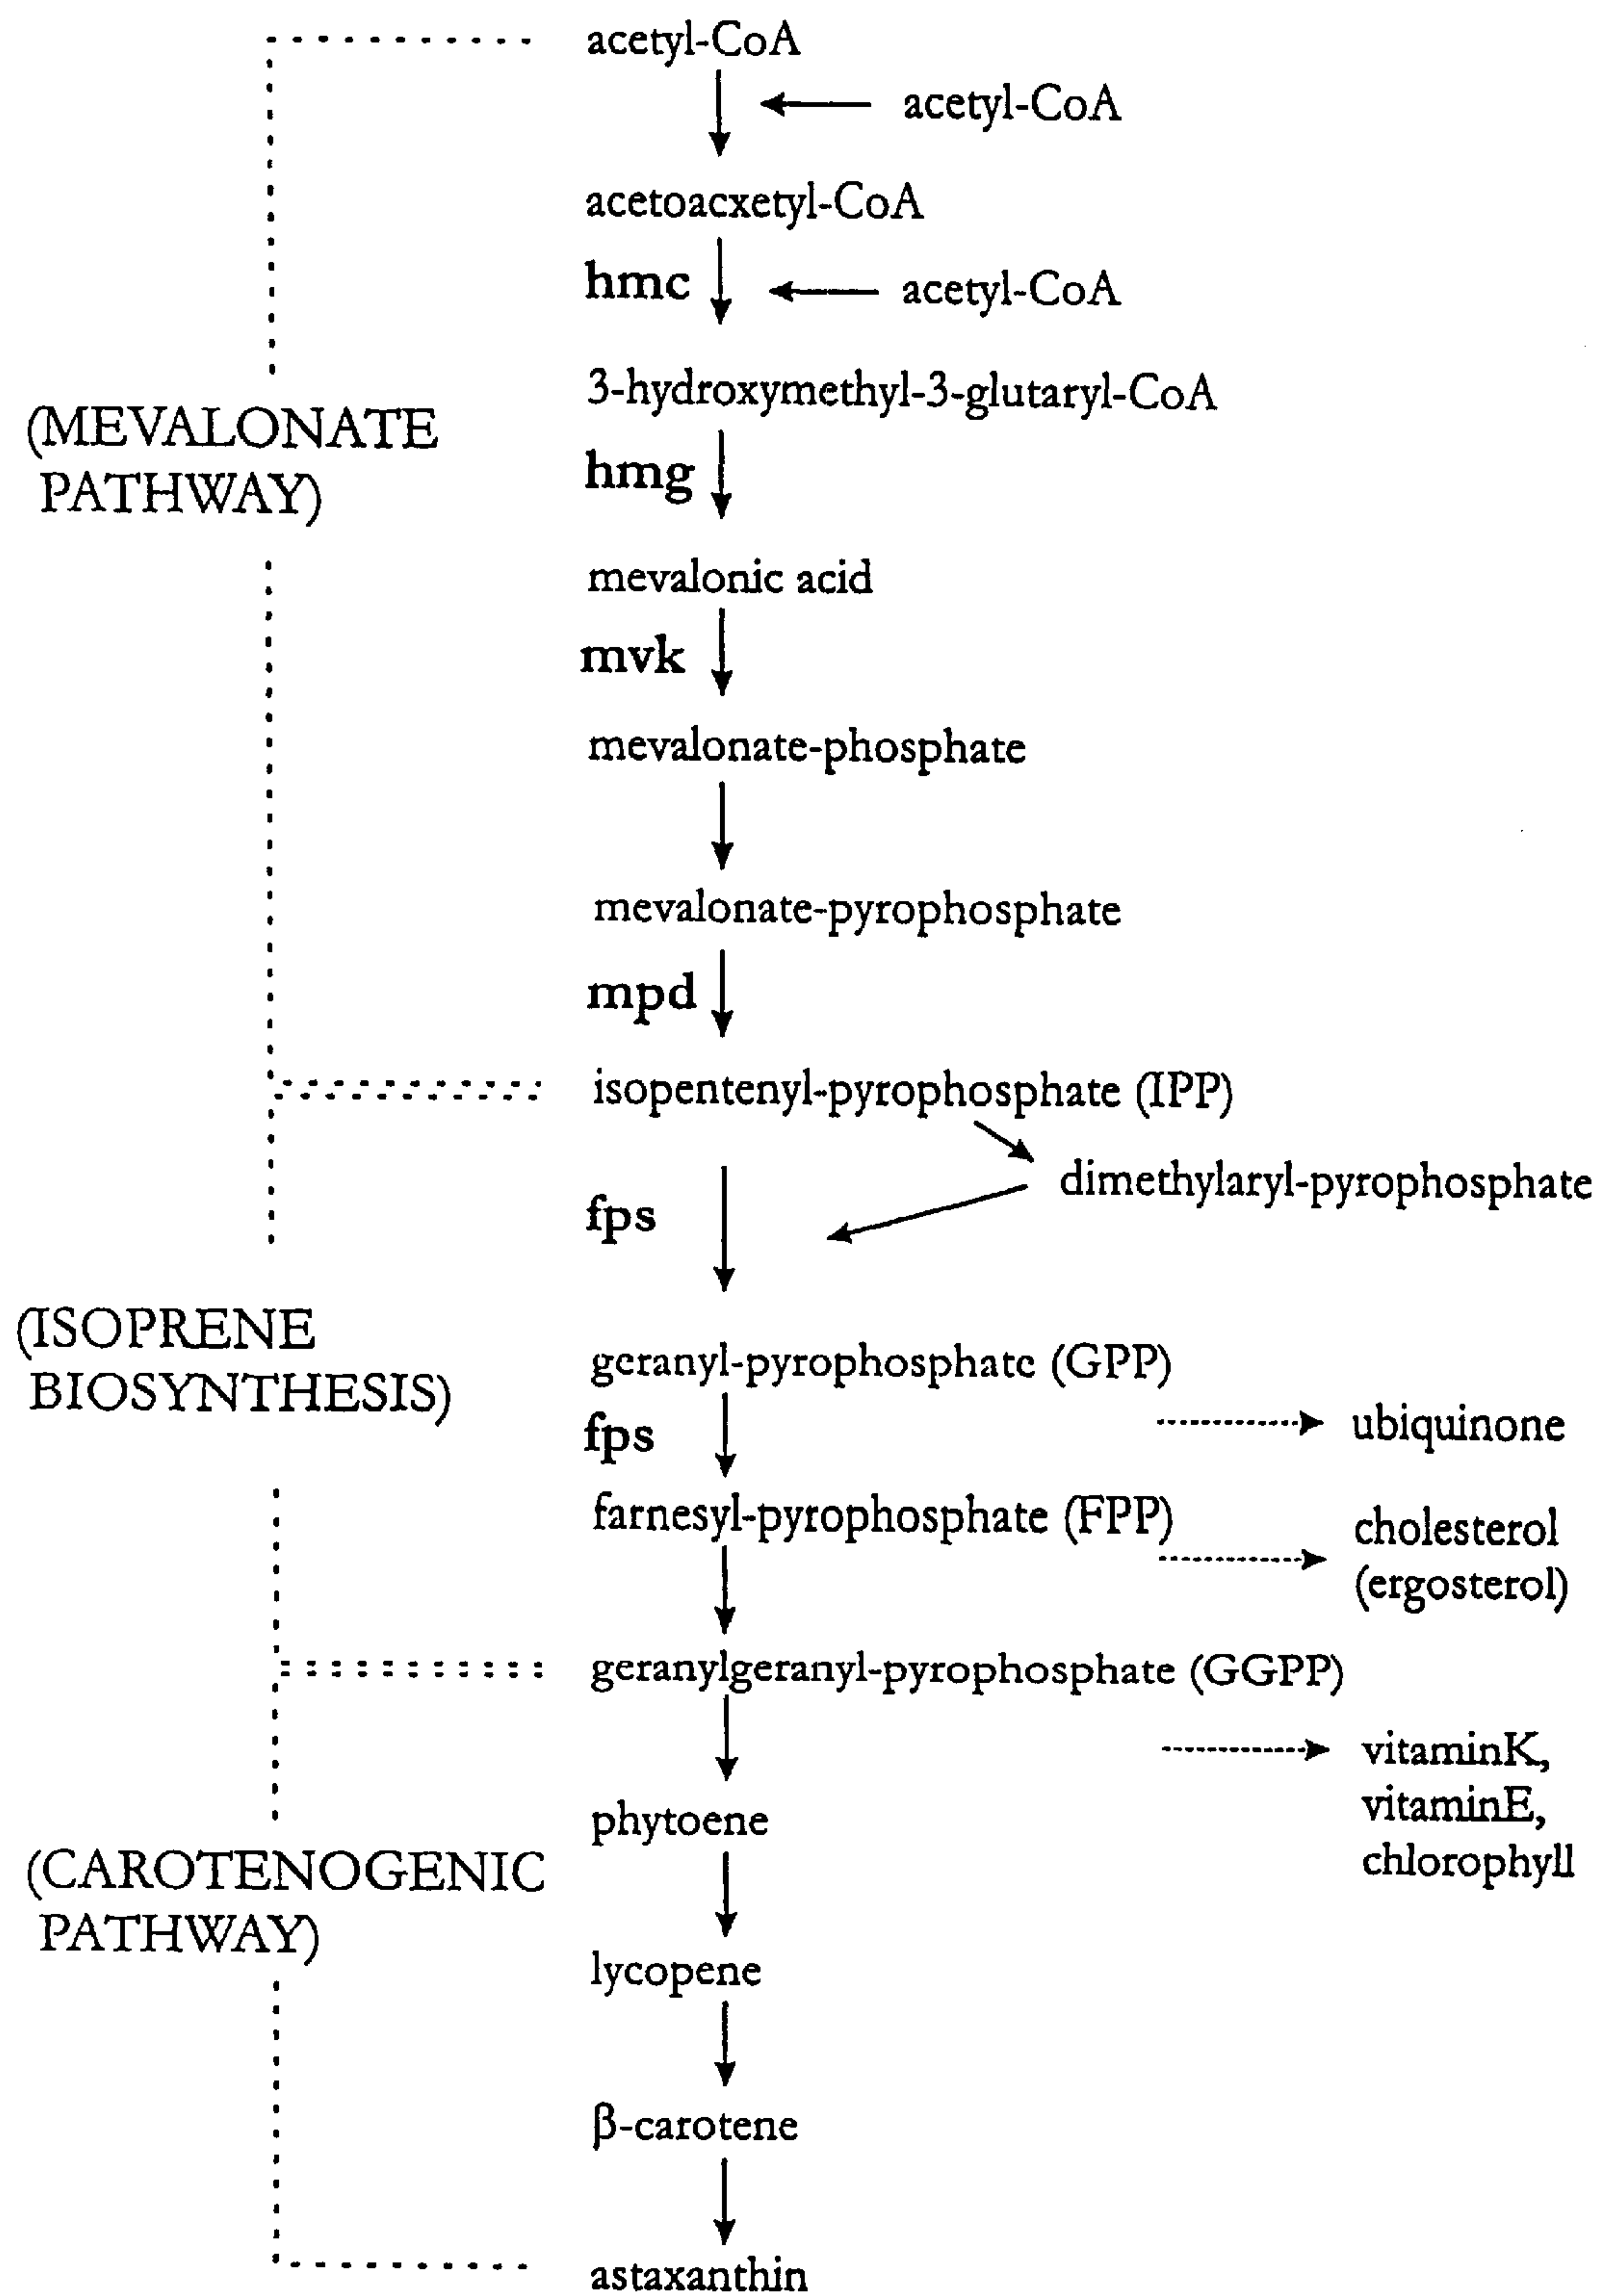 acetyl-CoA
acetyl-CoA
acetoacxetyl-CoA
hmc
acetyl-CoA
3-hydroxymethyl-3-glutaryl-CoA
(MEVALONATE
PATHWAY)
hmg
mevalonic acid
mvk
mevalonate-phosphate
mevalonate-pyrophosphate
mpd
isopentenyl-pyrophosphate (IPP)
dimethylaryl-pyrophosphate
fps
(ISOPRENE
BIOSYNTHESIS)
geranyl-pyrophosphate (GPP)
ubiquinone
fps
farnesyl-pyrophosphate (FPP)
cholesterol
(ergosterol)
geranylgeranyl-pyrophosphate (GGPP)
vitaminK,
vitaminE,
chlorophyll
phytoene
(CAROTENOGENIC
PATHWAY)
lycopene
β-carotene
astaxanthin